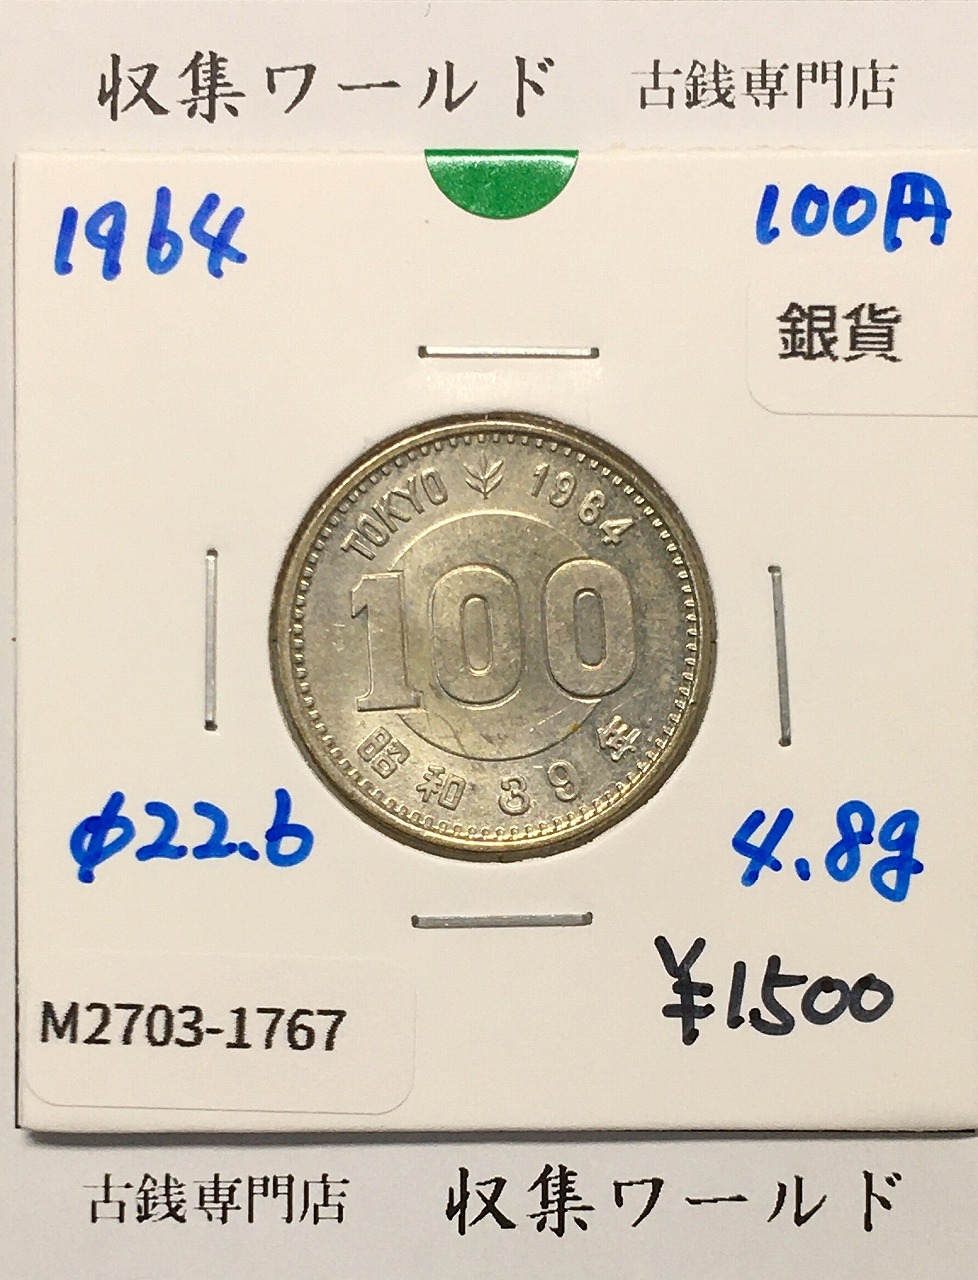 収集ワールド 古銭専門店
1964 100円
銀貨
TOKYO 1964
100
昭和39年
φ22.6 4.8g
¥1500
M2703-1767
古銭専門店 収集ワールド